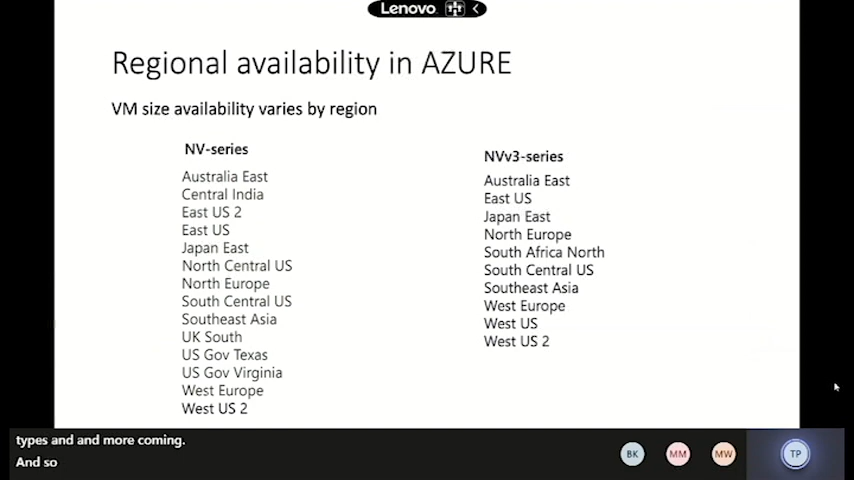 Lenovo
Regional availability in AZURE
VM size availability varies by region
NV-series
Australia East
Central India
East US 2
East US
Japan East
North Central US
North Europe
South Central US
Southeast Asia
UK South
US Gov Texas
US Gov Virginia
West Europe
West US 2
NVv3-series
Australia East
East US
Japan East
North Europe
South Africa North
South Central US
Southeast Asia
West Europe
West US
West US 2
types and and more coming.
And so
BK
MM
MW
TP